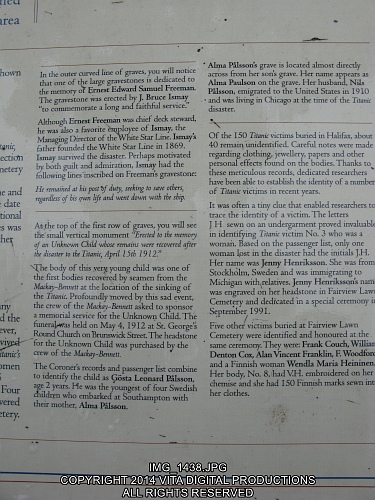 area
hown
In the outer curved line of graves, you will notice
that one of the large gravestones is dedicated to
the memory of Ernest Edward Samuel Freeman.
The gravestone was erected by J. Bruce Ismay
"to commemorate a long and faithful service."
Although Ernest Freeman was chief deck steward,
he was also a favorite employee of Ismay, the
Managing Director of the White Star Line. Ismay's
father founded the White Star Line in 1869.
Ismay survived the disaster. Perhaps motivated
by both guilt and admiration, Ismay had the
following lines inscribed on Freeman's gravestone:
He remained at his post of duty, seeking to save others,
regardless of his own life and went down with the ship.
At the top of the first row of graves, you will see
the small vertical monument "Erected to the memory
of an Unknown Child whose remains were recovered after
the disaster to the Titanic, April 15th 1912."
The body of this very young child was one of
the first bodies recovered by seamen from the
Mackay-Bennett at the location of the sinking of
the Titanic. Profoundly moved by this sad event,
the crew of the Mackay-Bennett asked to sponsor
a memorial service for the Unknown Child. The
funeral was held on May 4, 1912 at St. George's
Round Church on Brunswick Street. The headstone
for the Unknown Child was purchased by the
crew of the Mackay-Bennett.
The Coroner's records and passenger list combine
to identify the child as Gösta Leonard Pålsson,
age 2 years. He was the youngest of four Swedish
children who embarked at Southampton with
their mother, Alma Pålsson.
Alma Pålsson's grave is located almost directly
across from her son's grave. Her name appears as
Alma Paulson on the grave. Her husband, Nils
Pålsson, emigrated to the United States in 1910
and was living in Chicago at the time of the Titanic
disaster.
Of the 150 Titanic victims buried in Halifax, about
40 remain unidentified. Careful notes were made
regarding clothing, jewellery, papers and other
personal effects found on the bodies. Thanks to
these meticulous records, dedicated researchers
have been able to establish the identity of a number
of Titanic victims in recent years.
It was often a tiny clue that enabled researchers to
trace the identity of a victim. The letters
J.H. sewn on an undergarment proved invaluable
in identifying Titanic victim No. 3 who was a
woman. Based on the passenger list, only one
woman lost in the disaster had the initials J.H.
Her name was Jenny Henriksson. She was from
Stockholm, Sweden and was immigrating to
Michigan with relatives. Jenny Henriksson's name
was engraved on her headstone in Fairview Lawn
Cemetery and dedicated in a special ceremony in
September 1991.
Five other victims buried at Fairview Lawn
Cemetery were identified and honoured at the
same ceremony. They were: Frank Couch, William
Denton Cox, Alan Vincent Franklin, F. Woodford
and a Finnish woman Wendla Maria Heininen.
Her body, No. 8, had V.H. embroidered on her
chemise and she had 150 Finnish marks sewn into
her clothes.
IMG_1438.JPG
COPYRIGHT 2014 VITA DIGITAL PRODUCTIONS
ALL RIGHTS RESERVED